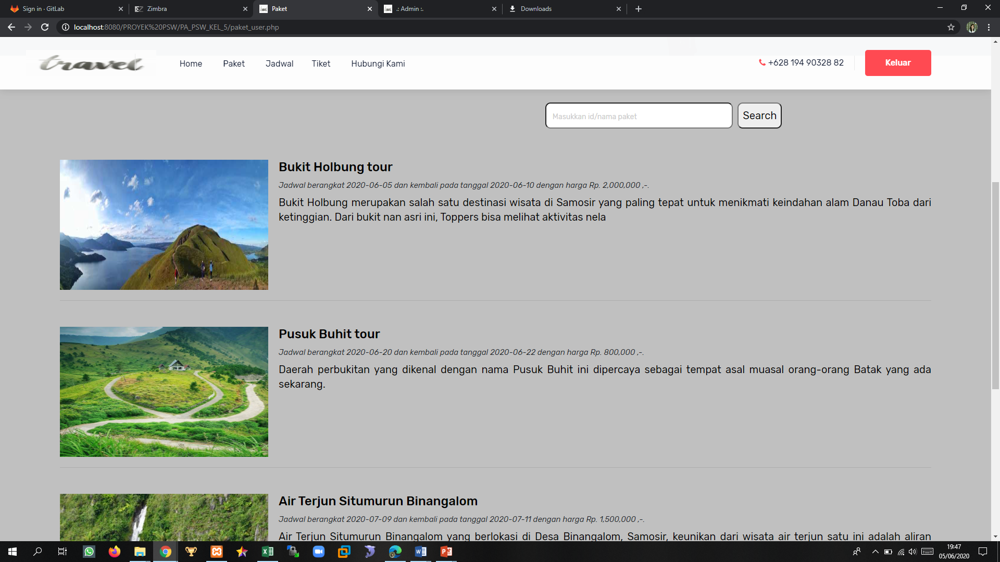 Sign in · GitLab
Zimbra
Paket
.: Admin :.
Downloads
localhost:8080/PROYEK%20PSW/PA_PSW_KEL_5/paket_user.php
travel
Home
Paket
Jadwal
Tiket
Hubungi Kami
+628 194 90328 82
Keluar
Masukkan id/nama paket
Search
Bukit Holbung tour
Jadwal berangkat 2020-06-05 dan kembali pada tanggal 2020-06-10 dengan harga Rp. 2,000,000 ,-.
Bukit Holbung merupakan salah satu destinasi wisata di Samosir yang paling tepat untuk menikmati keindahan alam Danau Toba dari
ketinggian. Dari bukit nan asri ini, Toppers bisa melihat aktivitas nela
Pusuk Buhit tour
Jadwal berangkat 2020-06-20 dan kembali pada tanggal 2020-06-22 dengan harga Rp. 800,000 ,-.
Daerah perbukitan yang dikenal dengan nama Pusuk Buhit ini dipercaya sebagai tempat asal muasal orang-orang Batak yang ada
sekarang.
Air Terjun Situmurun Binangalom
Jadwal berangkat 2020-07-09 dan kembali pada tanggal 2020-07-11 dengan harga Rp. 1,500,000 ,-.
Air Terjun Situmurun Binangalom yang berlokasi di Desa Binangalom, Samosir, keunikan dari wisata air terjun satu ini adalah aliran
19:47
05/06/2020